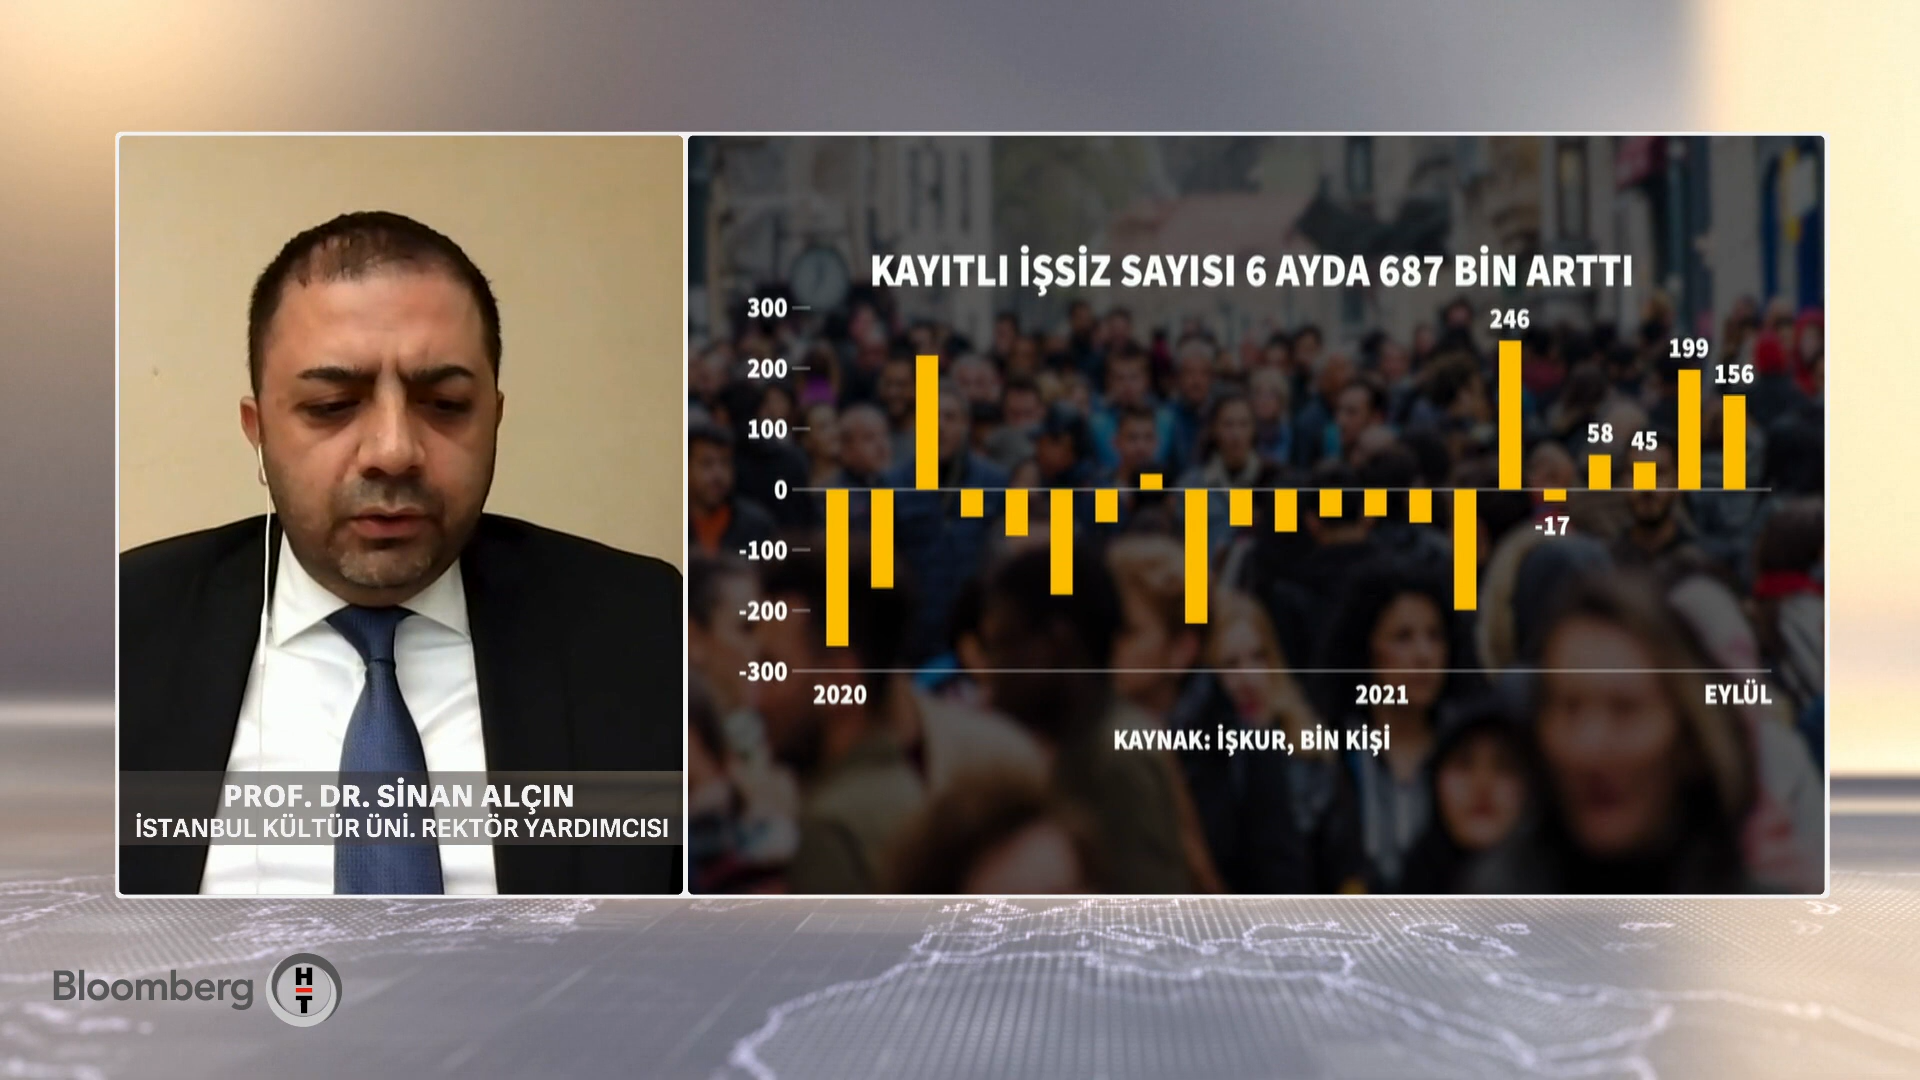 KAYITLI İŞSİZ SAYISI 6 AYDA 687 BİN ARTTI
300
200
100
0
-100
-200
-300
246
-17
58
45
199
156
2020
2021
EYLÜL
KAYNAK: İŞKUR, BİN KİŞİ
PROF. DR. SİNAN ALÇIN
İSTANBUL KÜLTÜR ÜNİ. REKTÖR YARDIMCISI
Bloomberg HT